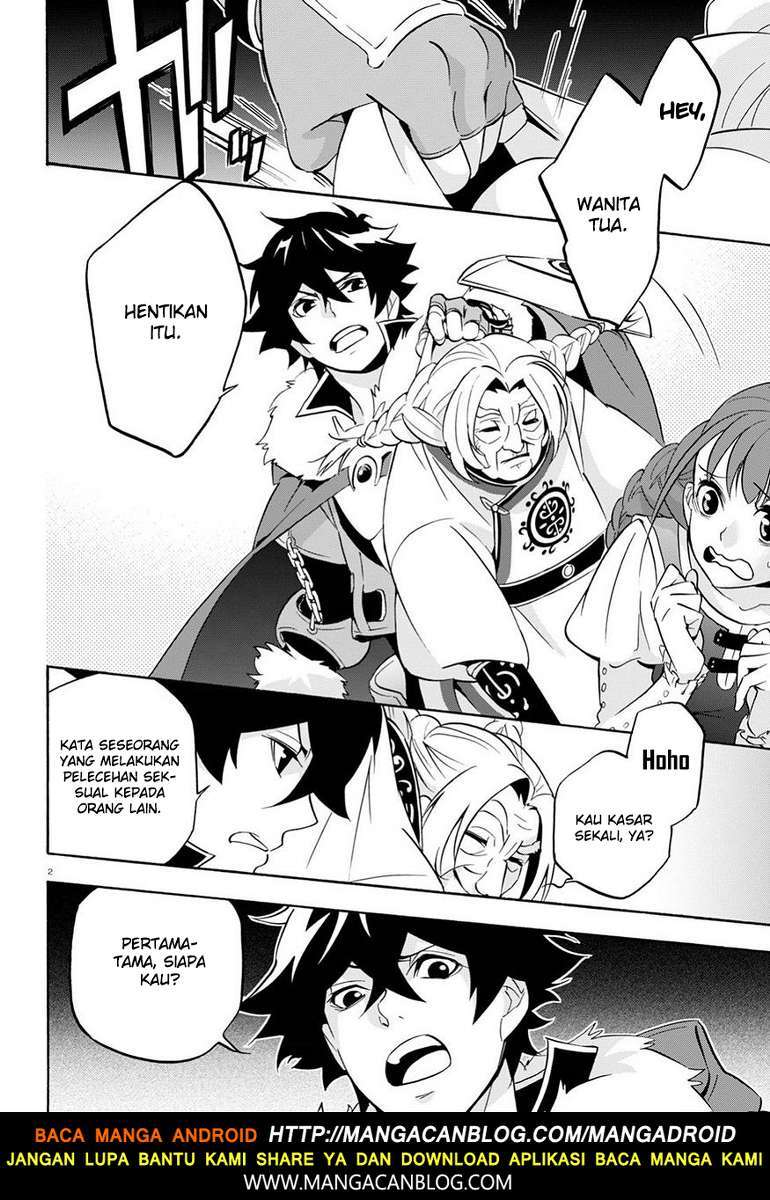 HEY,
WANITA
TUA.
HENTIKAN
ITU.
ガッ
Hoho
KAU KASAR
SEKALI, YA?
KATA SESEORANG
YANG MELAKUKAN
PELECEHAN SEK-
SUAL KEPADA
ORANG LAIN.
2
PERTAMA-
TAMA, SIAPA
KAU?
BACA MANGA ANDROID HTTP://MANGACANBLOG.COM/MANGADROID
JANGAN LUPA BANTU KAMI SHARE YA DAN DOWNLOAD APLIKASI BACA MANGA KAMI
WWW.MANGACANBLOG.COM